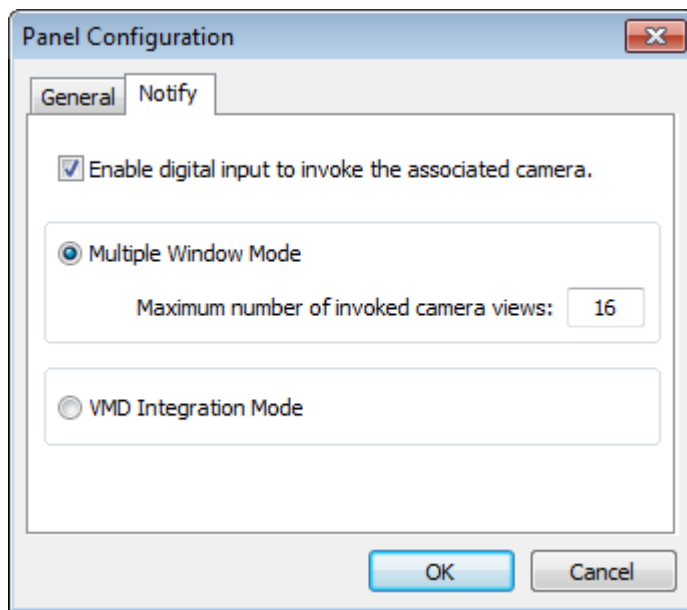 Panel Configuration
General Notify
Enable digital input to invoke the associated camera.
Multiple Window Mode
Maximum number of invoked camera views: 16
VMD Integration Mode
OK Cancel